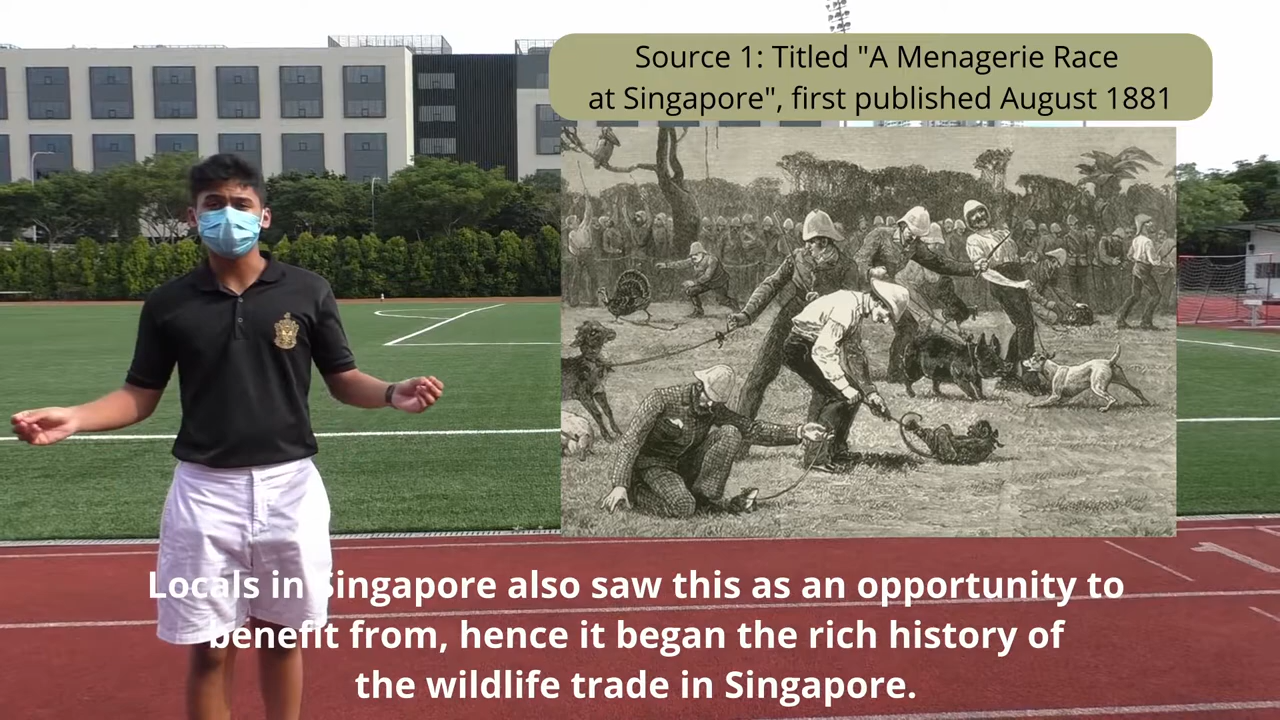 Source 1: Titled "A Menagerie Race
at Singapore", first published August 1881
Locals in Singapore also saw this as an opportunity to
benefit from, hence it began the rich history of
the wildlife trade in Singapore.